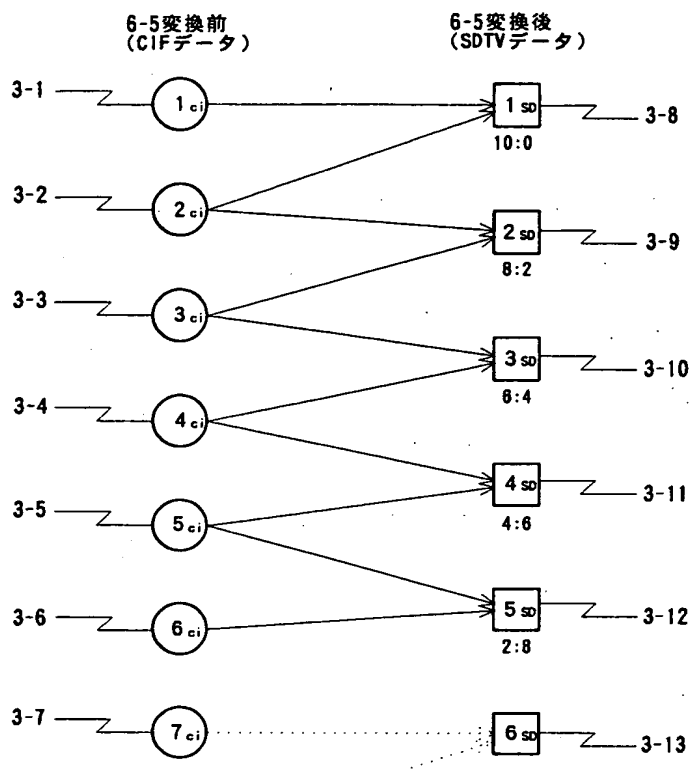 6-5変換前
(CIFデータ)
6-5変換後
(SDTVデータ)
3-1
1ci
1SD
3-8
10:0
3-2
2ci
2SD
3-9
8:2
3-3
3ci
3SD
3-10
6:4
3-4
4ci
4SD
3-11
4:6
3-5
5ci
5SD
3-12
2:8
3-6
6ci
3-7
7ci
6SD
3-13